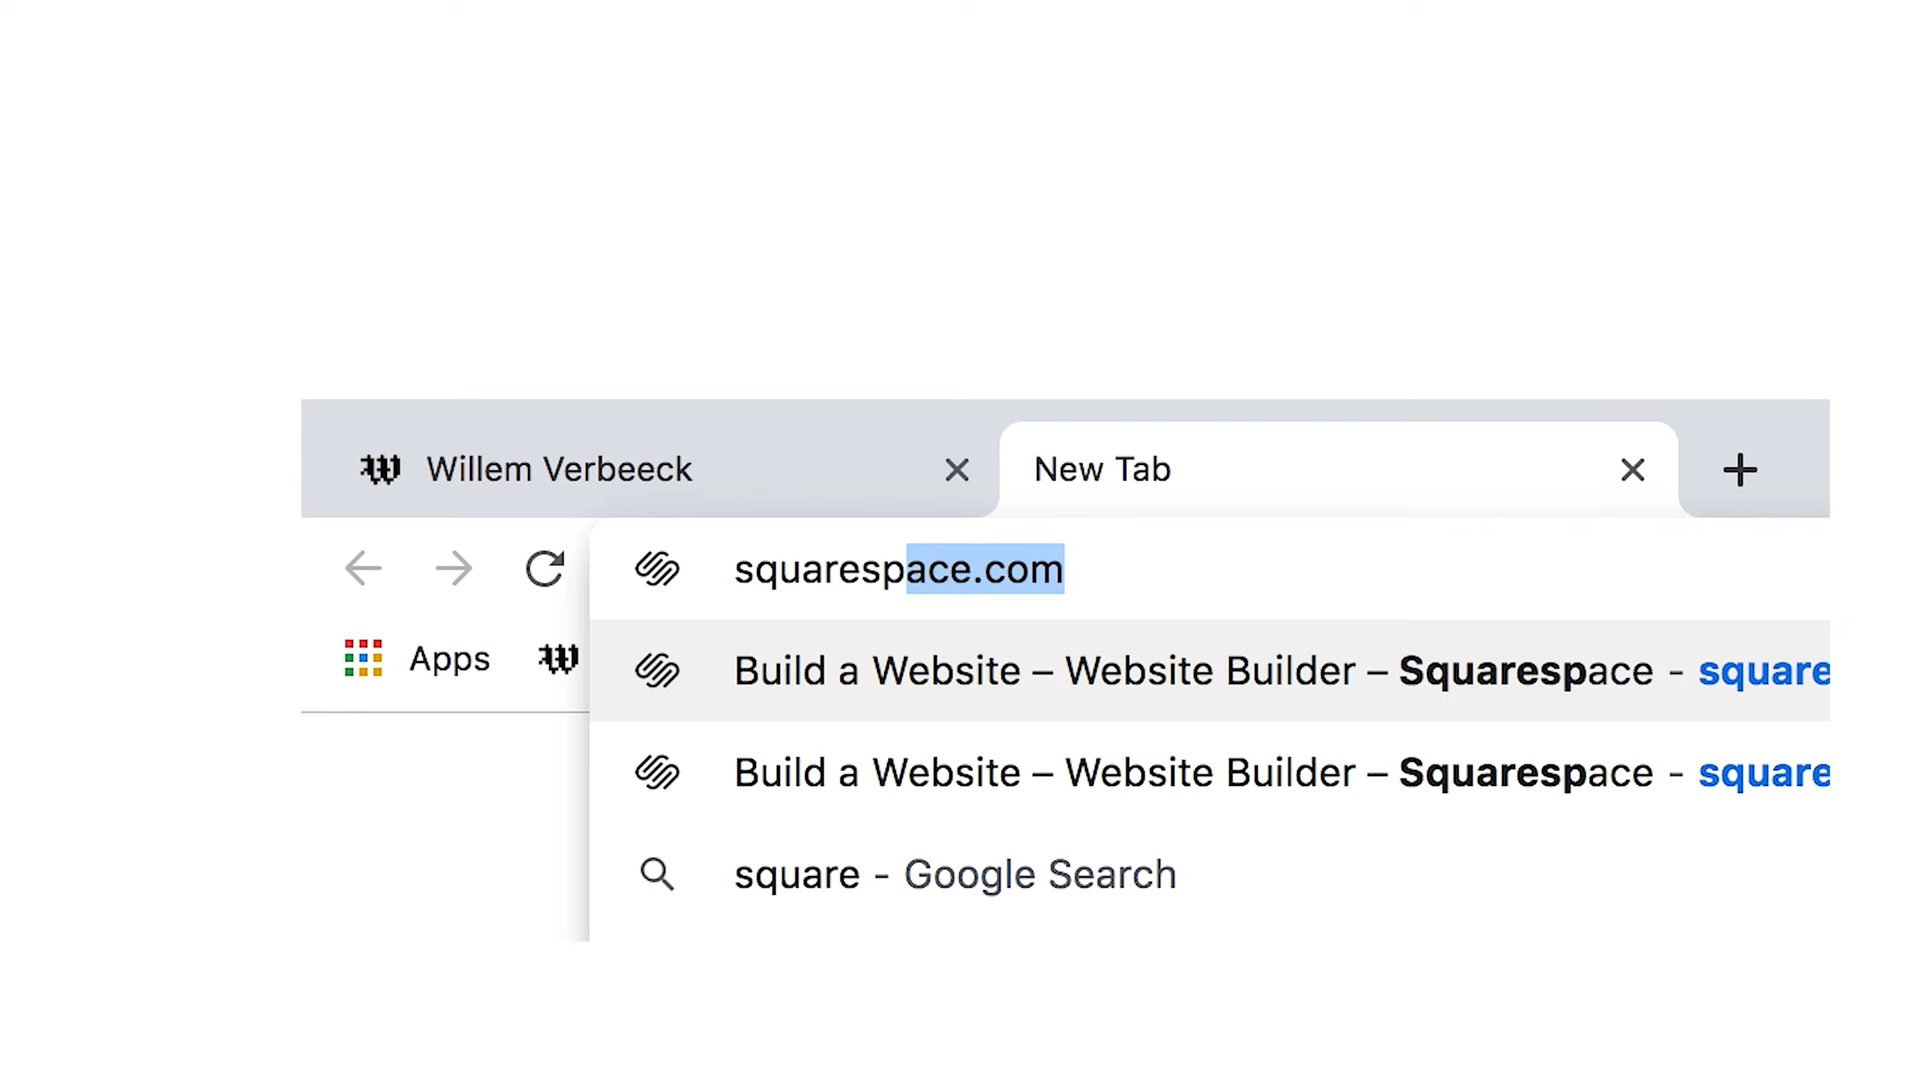 Willem Verbeeck
New Tab
squarespace.com
Apps
Build a Website – Website Builder – Squarespace - square
Build a Website – Website Builder – Squarespace - square
square - Google Search